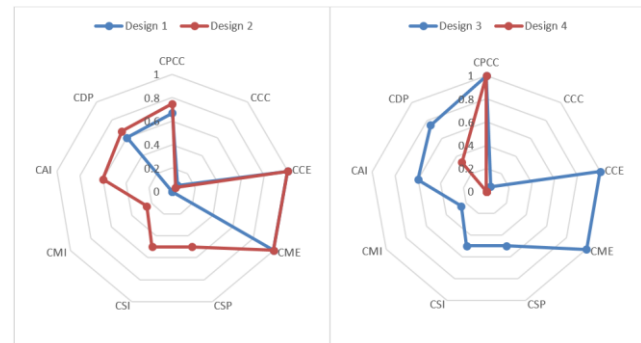 Design 1 Design 2
CPCC
1
CDP
0.8
CCC
0.6
0.4
CAI
0.2
CCE
0
CMI
CME
CSI
CSP
Design 3 Design 4
CPCC
1
CDP
0.8
CCC
0.6
0.4
CAI
0.2
CCE
0
CMI
CME
CSI
CSP